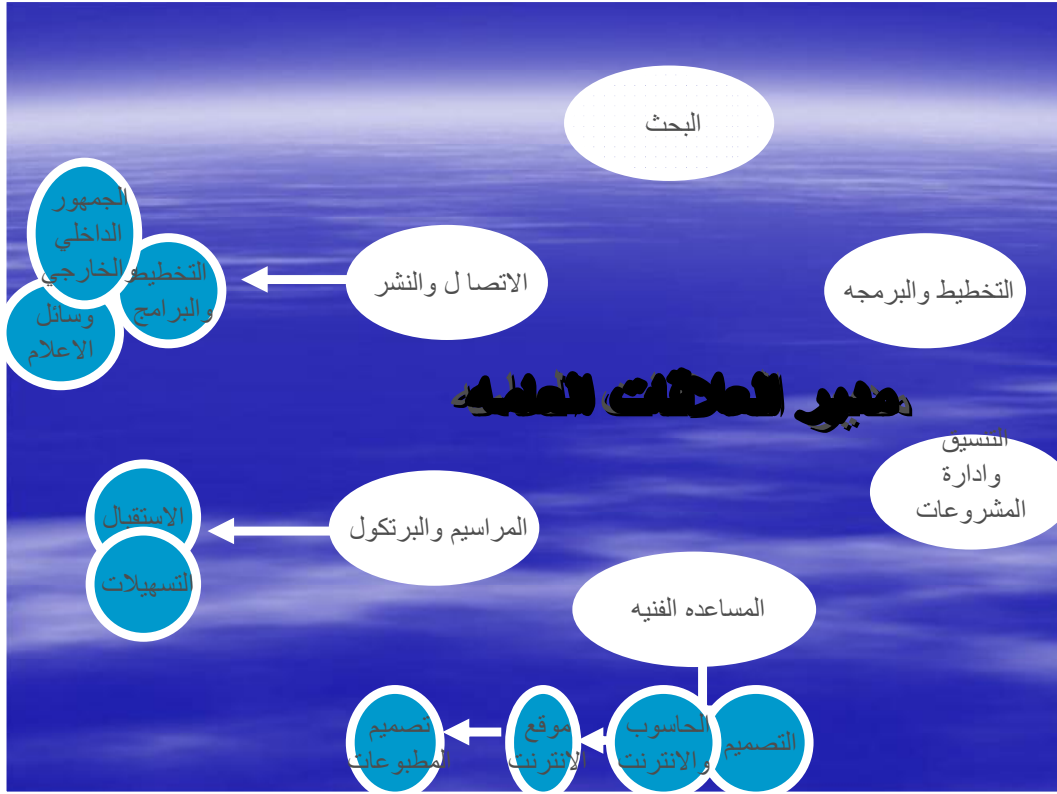 البحث
الاتصا ل والنشر
التخطيط والبرمجه
الجمهور
الداخلي
والخارجي
التخطيط
والبرامج
وسائل
الاعلام
مدير العلاقات العامه
التنسيق
وادارة
المشروعات
المراسيم والبرتكول
الاستقبال
التسهيلات
المساعده الفنيه
التصميم
الحاسوب
والانترنت
موقع
الانترنت
تصميم
المطبوعات